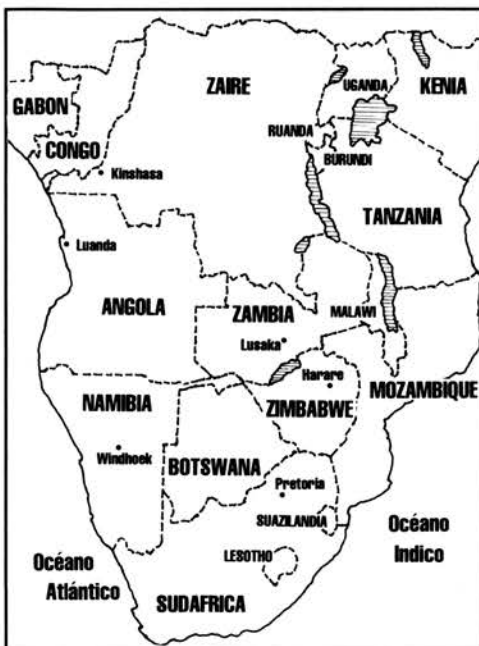 ZAIRE
UGANDA
KENIA
GABON
RUANDA
CONGO
BURUNDI
Kinshasa
TANZANIA
Luanda
ANGOLA
ZAMBIA
MALAWI
Lusaka
Harare
MOZAMBIQUE
NAMIBIA
ZIMBABWE
Windhoek
BOTSWANA
Pretoria
SUAZILANDIA
Océano
Indico
LESOTHO
Océano
Atlántico
SUDAFRICA